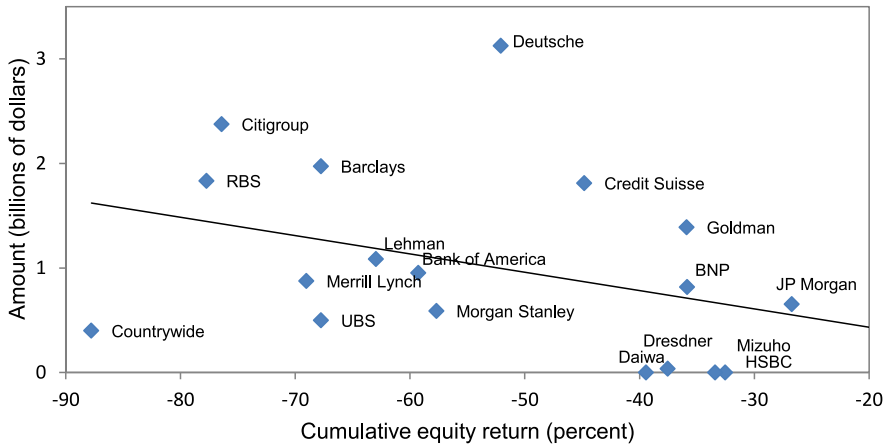 Amount (billions of dollars)
3
2
1
0
Deutsche
Citigroup
RBS
Barclays
Credit Suisse
Goldman
Lehman
Bank of America
BNP
Merrill Lynch
JP Morgan
Countrywide
UBS
Morgan Stanley
Dresdner
Mizuho
Daiwa
HSBC
-90
-80
-70
-60
-50
-40
-30
-20
Cumulative equity return (percent)